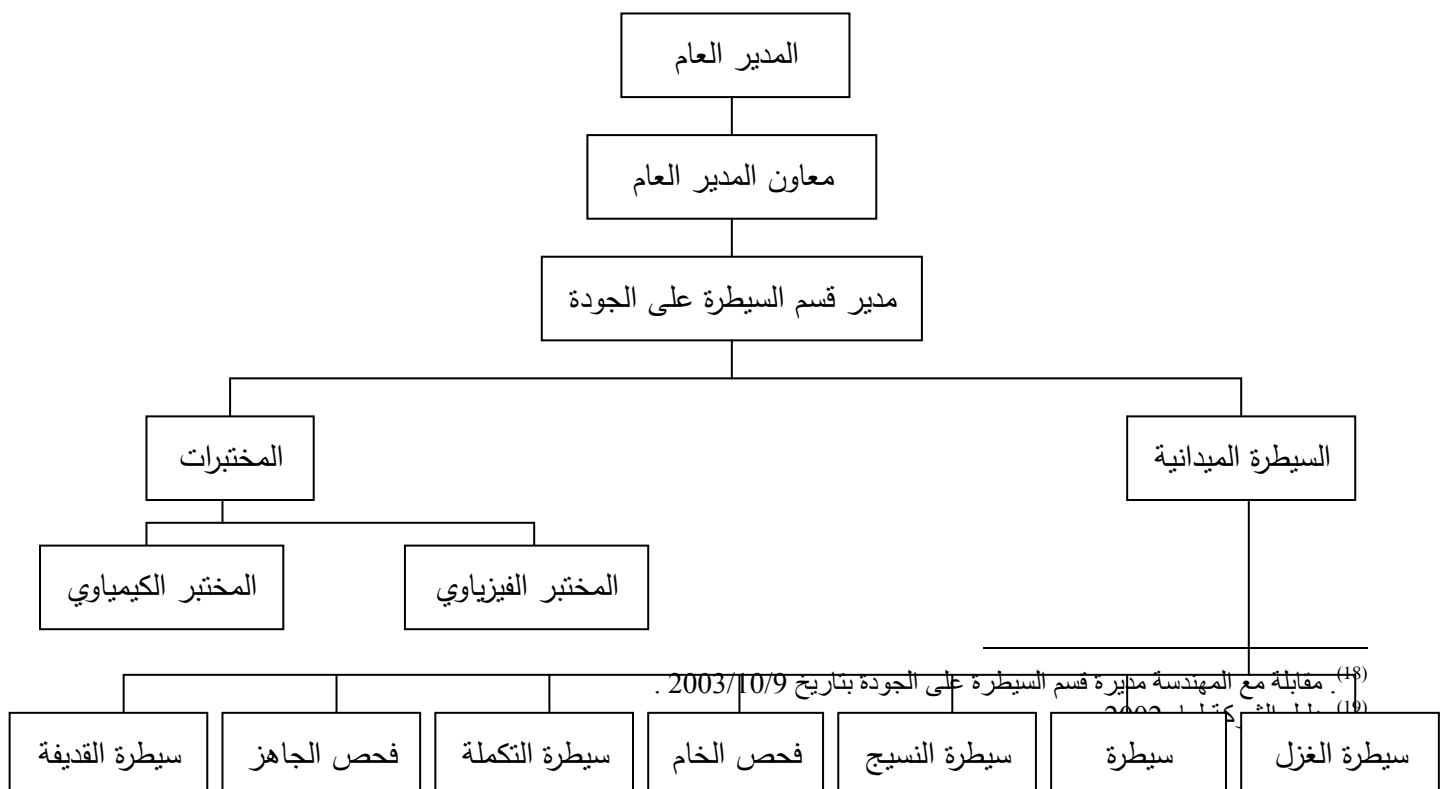 المدير العام
معاون المدير العام
مدير قسم السيطرة على الجودة
السيطرة الميدانية
المختبرات
المختبر الفيزياوي
المختبر الكيمياوي
(18). مقابلة مع المهندسة مديرة قسم السيطرة على الجودة بتاريخ 2003/10/9 .
(19)
سيطرة الغزل
سيطرة
سيطرة النسيج
فحص الخام
سيطرة التكملة
فحص الجاهز
سيطرة القديفة